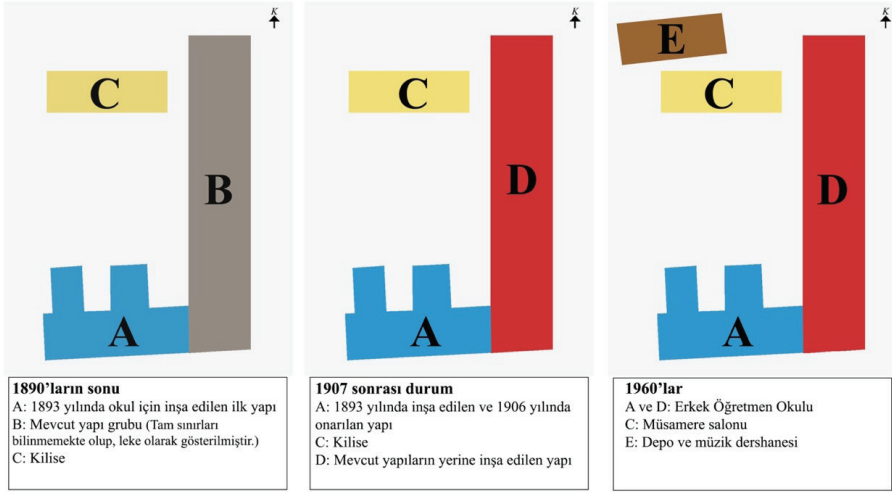 K
C
B
A
1890’ların sonu
A: 1893 yılında okul için inşa edilen ilk yapı
B: Mevcut yapı grubu (Tam sınırları
bilinmemekte olup, leke olarak gösterilmiştir.)
C: Kilise
K
C
D
A
1907 sonrası durum
A: 1893 yılında inşa edilen ve 1906 yılında
onarılan yapı
C: Kilise
D: Mevcut yapıların yerine inşa edilen yapı
K
E
C
D
A
1960’lar
A ve D: Erkek Öğretmen Okulu
C: Müsamere salonu
E: Depo ve müzik dershanesi